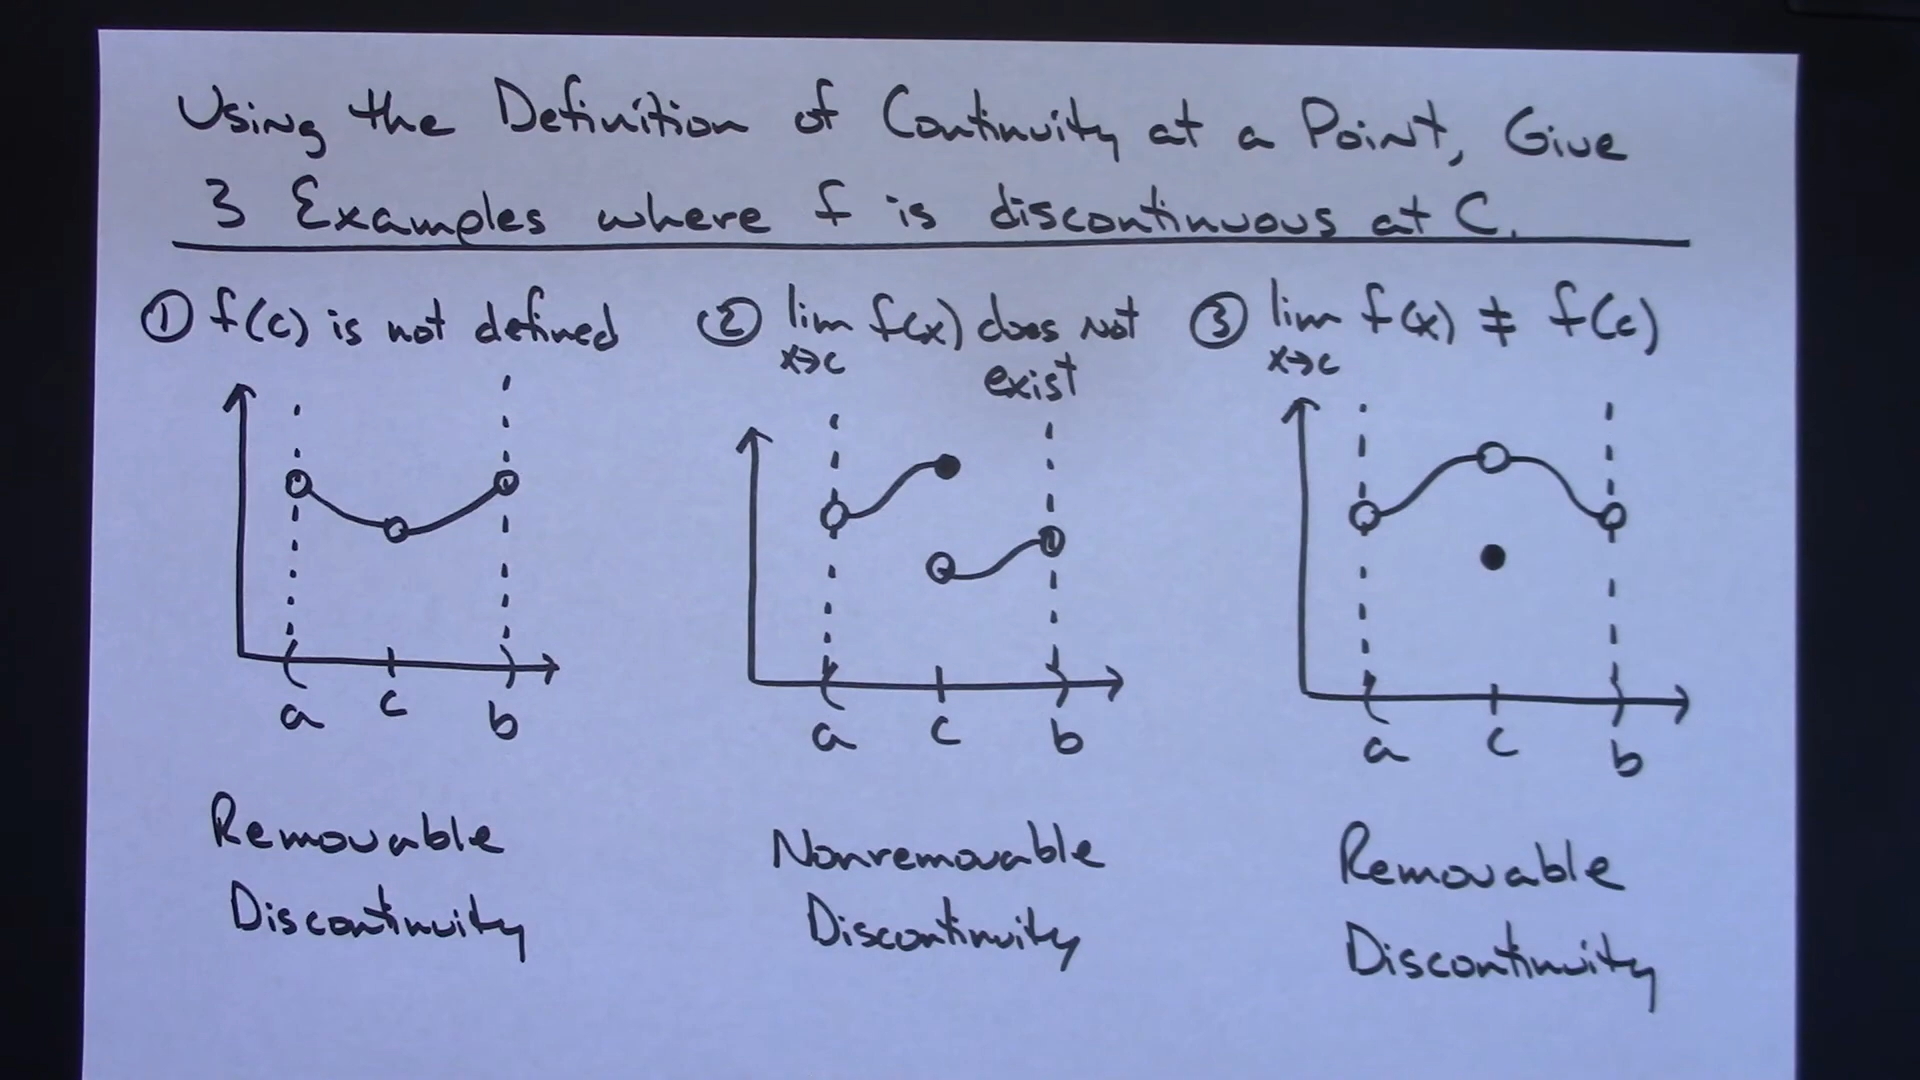 Using the Definition of Continuity at a Point, Give
3 Examples where f is discontinuous at C.
① f(c) is not defined
② lim f(x) does not
x→c exist
③ lim f(x) ≠ f(c)
x→c
a c b
a c b
a c b
Removable
Discontinuity
Nonremovable
Discontinuity
Removable
Discontinuity